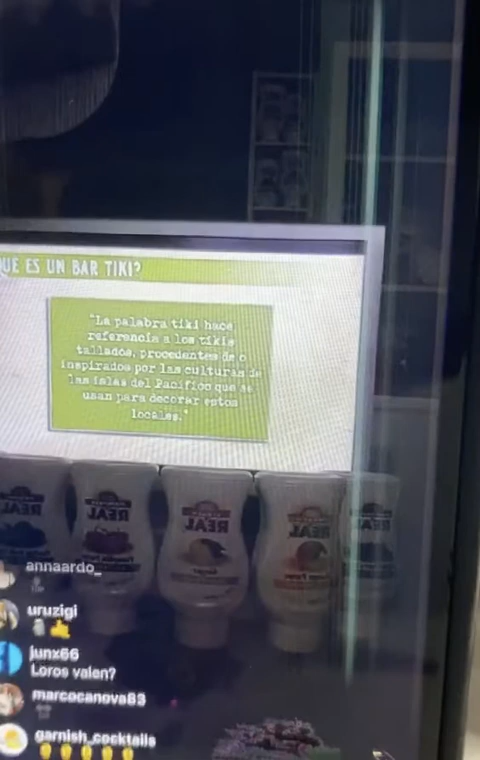 UE ES UN BAR TIKI?
"La palabra tiki hace
referencia a los tikis
tallados, procedentes de o
inspirados por las culturas de
las islas del Pacífico que se
usan para decorar estos
locales."
REAL
REAL
REAL
REAL
REAL
annaardo_
uruzigi
junx66
Loros valen?
marcocanova83
garnish_cocktails